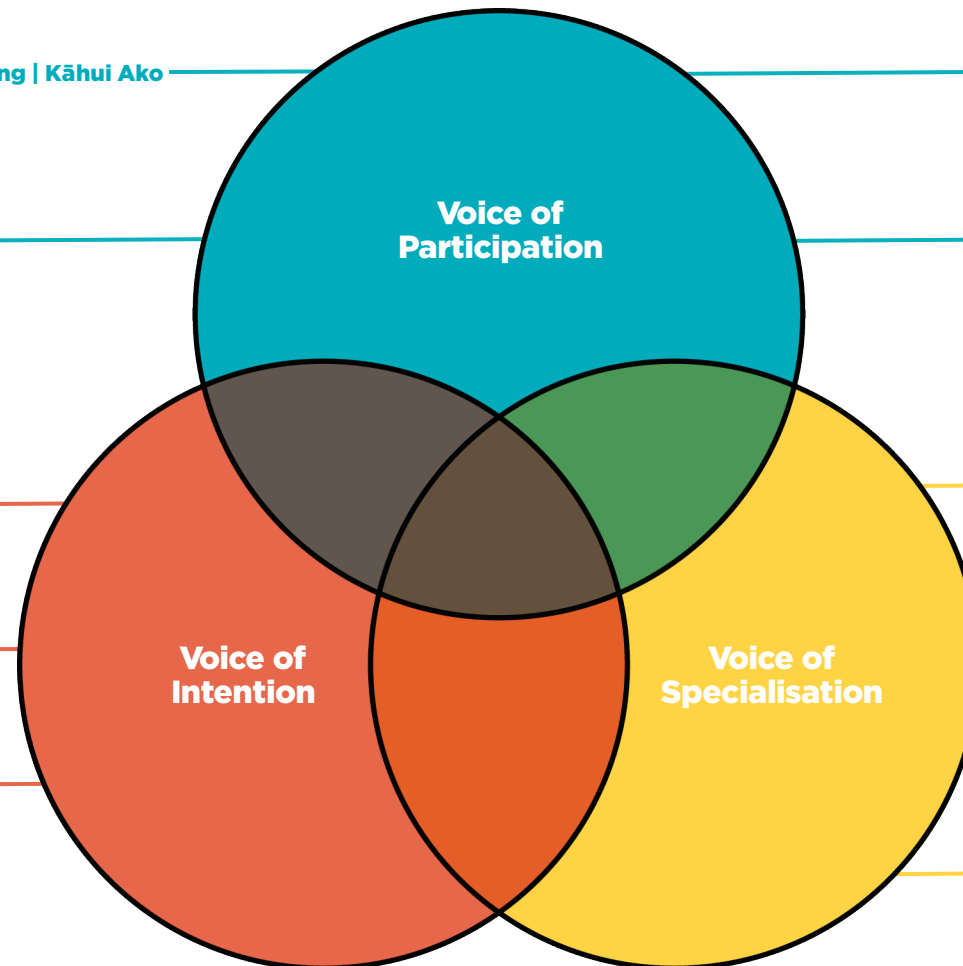 ng | Kāhui Ako
Voice of
Participation
Voice of
Intention
Voice of
Specialisation